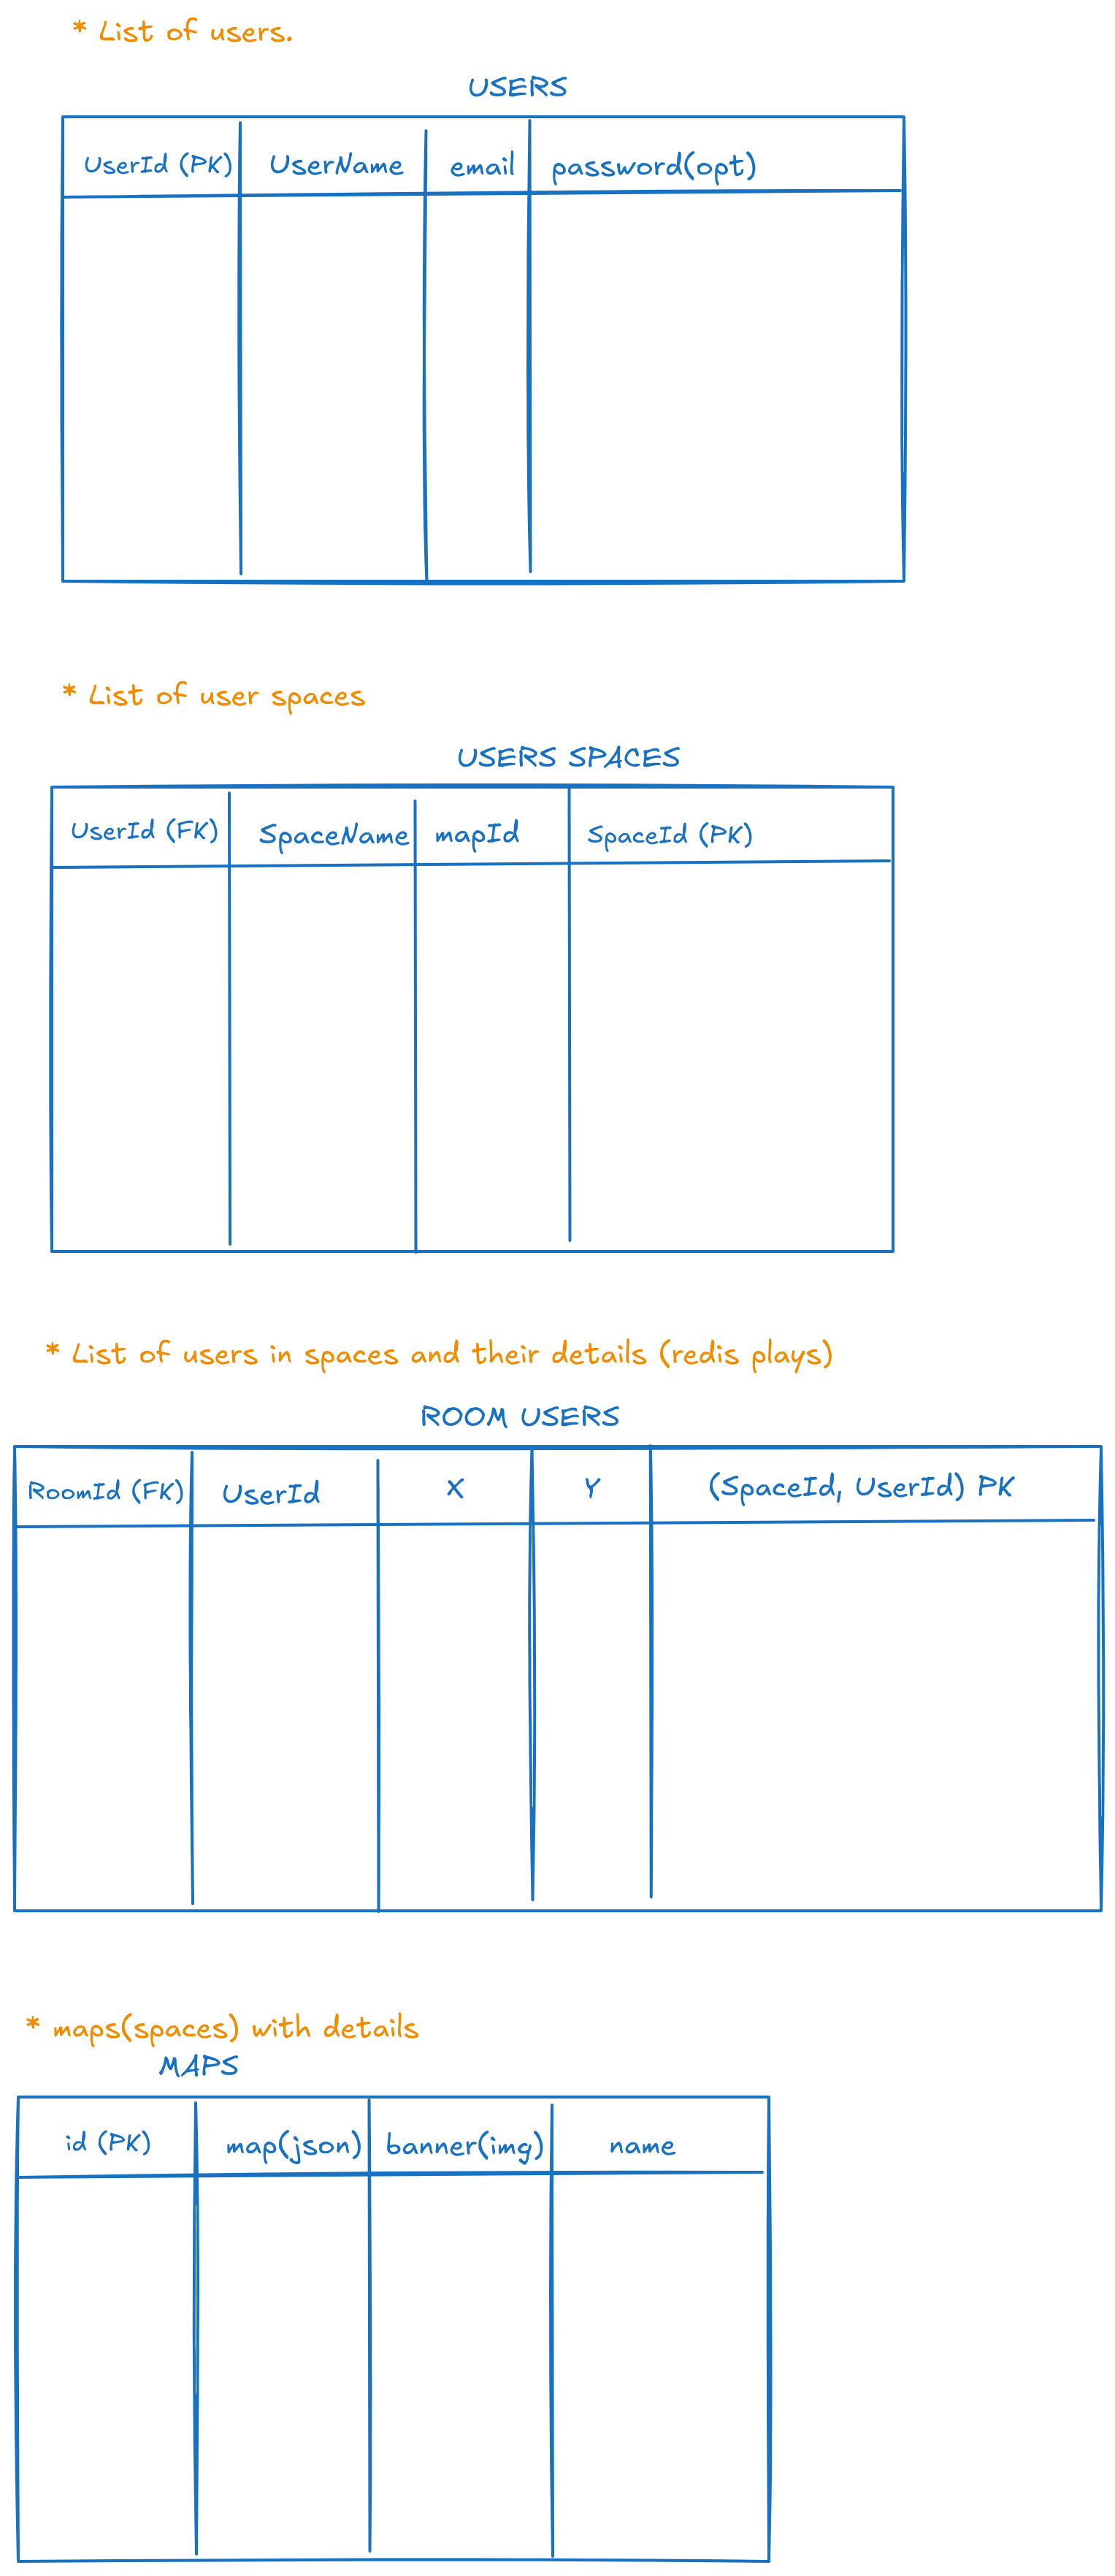 * List of users.
USERS
UserId (PK) UserName email password(opt)
* List of user spaces
USERS SPACES
UserId (FK) SpaceName mapId SpaceId (PK)
* List of users in spaces and their details (redis plays)
ROOM USERS
RoomId (FK) UserId X Y (SpaceId, UserId) PK
* maps(spaces) with details
MAPS
id (PK) map(json) banner(img) name